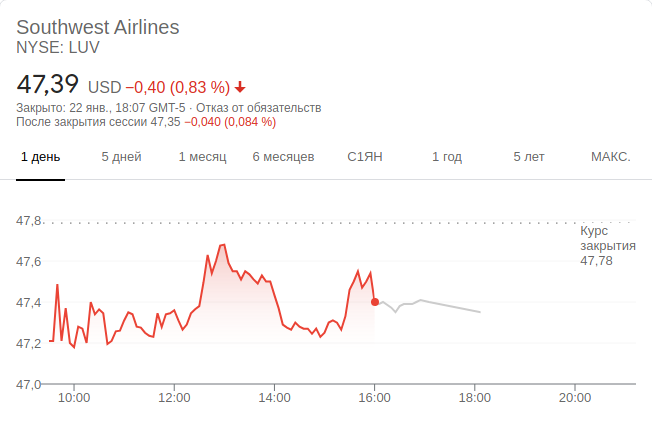 Southwest Airlines
NYSE: LUV
47,39 USD −0,40 (0,83 %)
Закрыто: 22 янв., 18:07 GMT-5 · Отказ от обязательств
После закрытия сессии 47,35 −0,040 (0,084 %)
1 день 5 дней 1 месяц 6 месяцев С1ЯН 1 год 5 лет МАКС.
47,8
Курс
закрытия
47,6 47,78
47,4
47,2
47,0
10:00 12:00 14:00 16:00 18:00 20:00